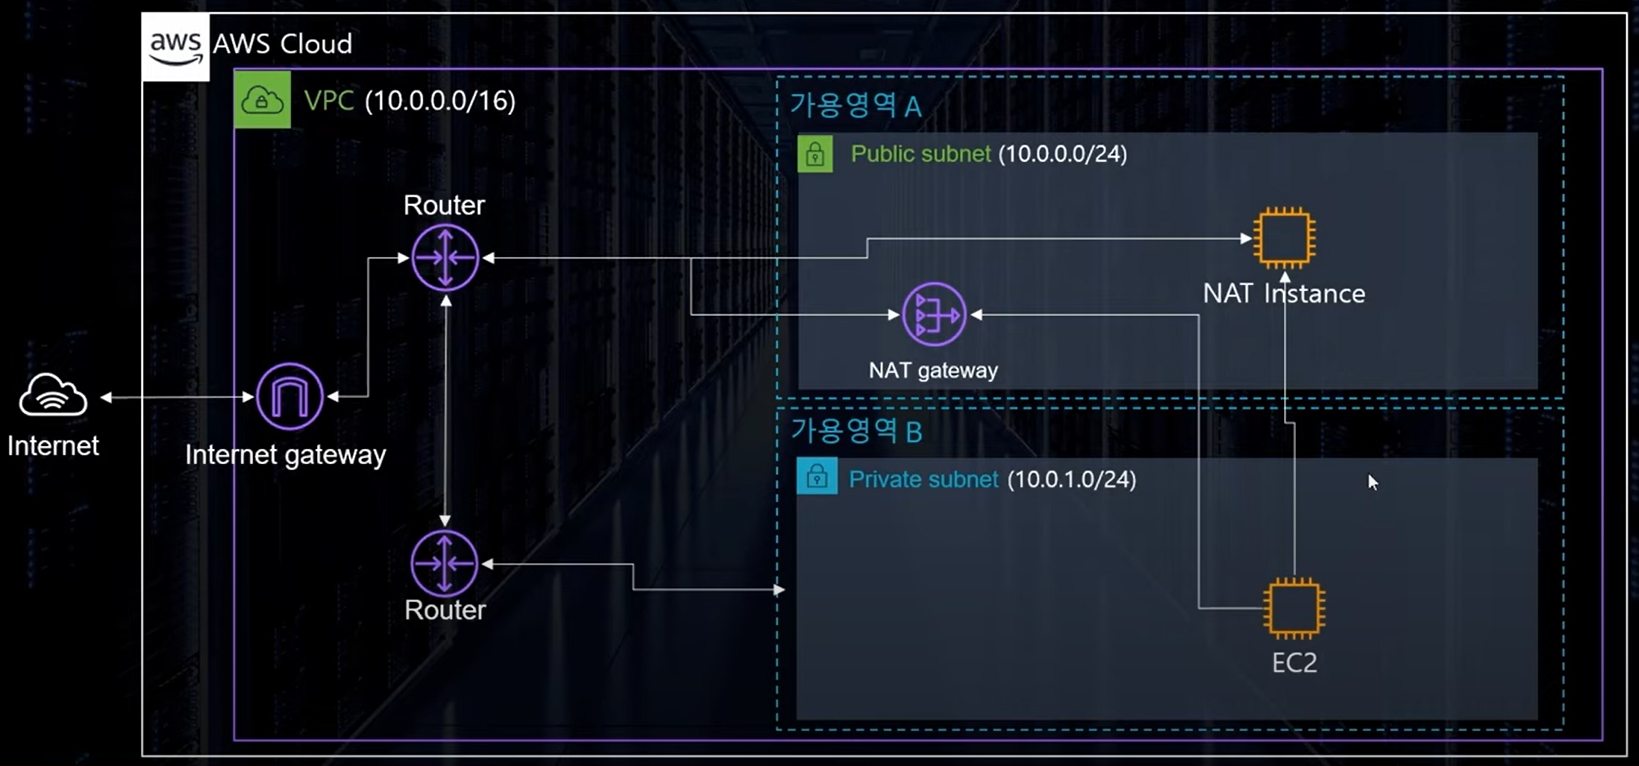 aws
AWS Cloud
VPC (10.0.0.0/16)
가용영역 A
Public subnet (10.0.0.0/24)
Router
NAT Instance
NAT gateway
Internet
Internet gateway
가용영역 B
Private subnet (10.0.1.0/24)
Router
EC2